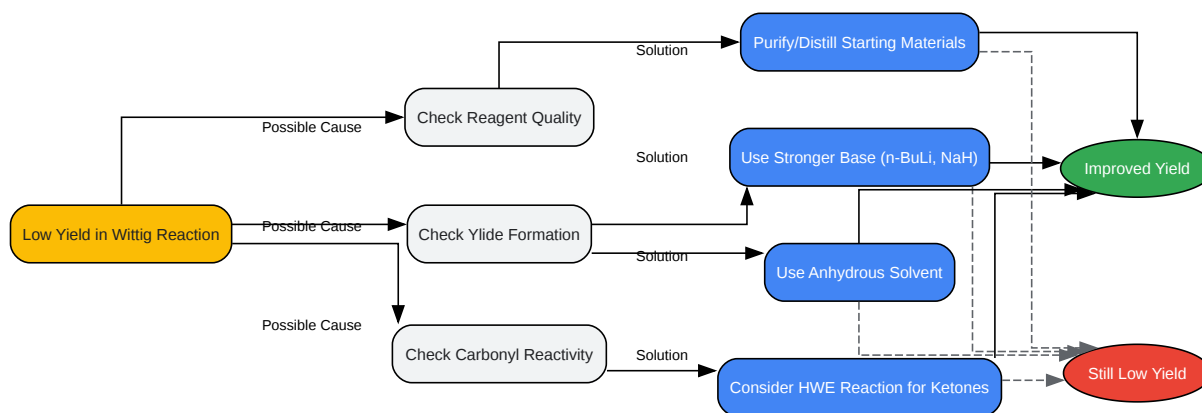 Solution
Purify/Distill Starting Materials
Possible Cause
Check Reagent Quality
Solution
Use Stronger Base (n-BuLi, NaH)
Improved Yield
Low Yield in Wittig Reaction
Possible Cause
Check Ylide Formation
Solution
Use Anhydrous Solvent
Possible Cause
Check Carbonyl Reactivity
Solution
Consider HWE Reaction for Ketones
Still Low Yield